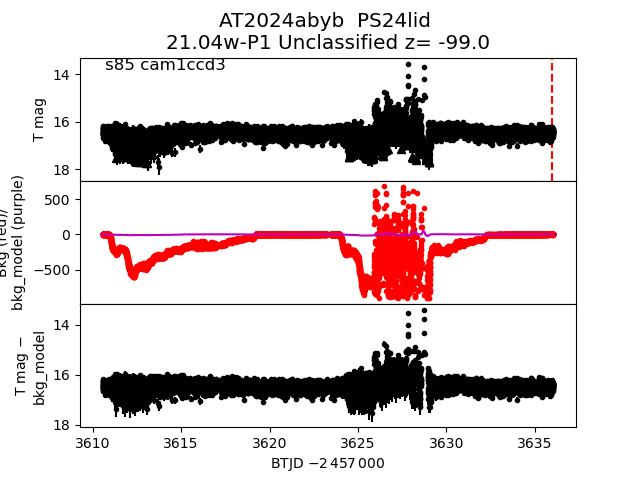 AT2024abyb  PS24lid
21.04w-P1 Unclassified z= -99.0
s85 cam1ccd3
14
16
18
T mag
500
0
−500
Bkg (red)/
bkg_model (purple)
14
16
18
T mag −
bkg_model
3610
3615
3620
3625
3630
3635
BTJD −2 457 000